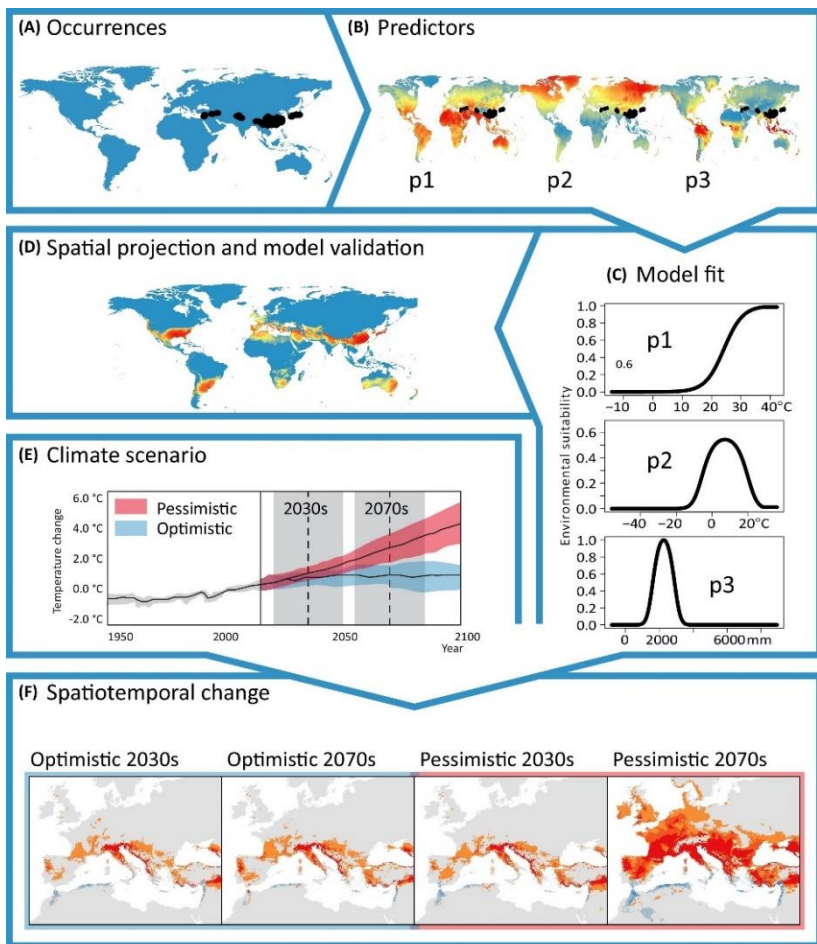 (A) Occurrences
(B) Predictors
p1 p2 p3
(D) Spatial projection and model validation
(C) Model fit
Environmental suitability
1.0
0.8
0.6
0.4
0.2
0.0
p1
0.6
-10 0 10 20 30 40°C
0.6
0.4
0.2
0.0
p2
-40 -20 0 20°C
1.0
0.8
0.6
0.4
0.2
0.0
p3
0 2000 6000mm
(E) Climate scenario
Temperature change
6.0 °C
4.0 °C
2.0 °C
0.0 °C
-2.0 °C
Pessimistic
Optimistic
2030s 2070s
1950 2000 2050 2100
Year
(F) Spatiotemporal change
Optimistic 2030s Optimistic 2070s Pessimistic 2030s Pessimistic 2070s